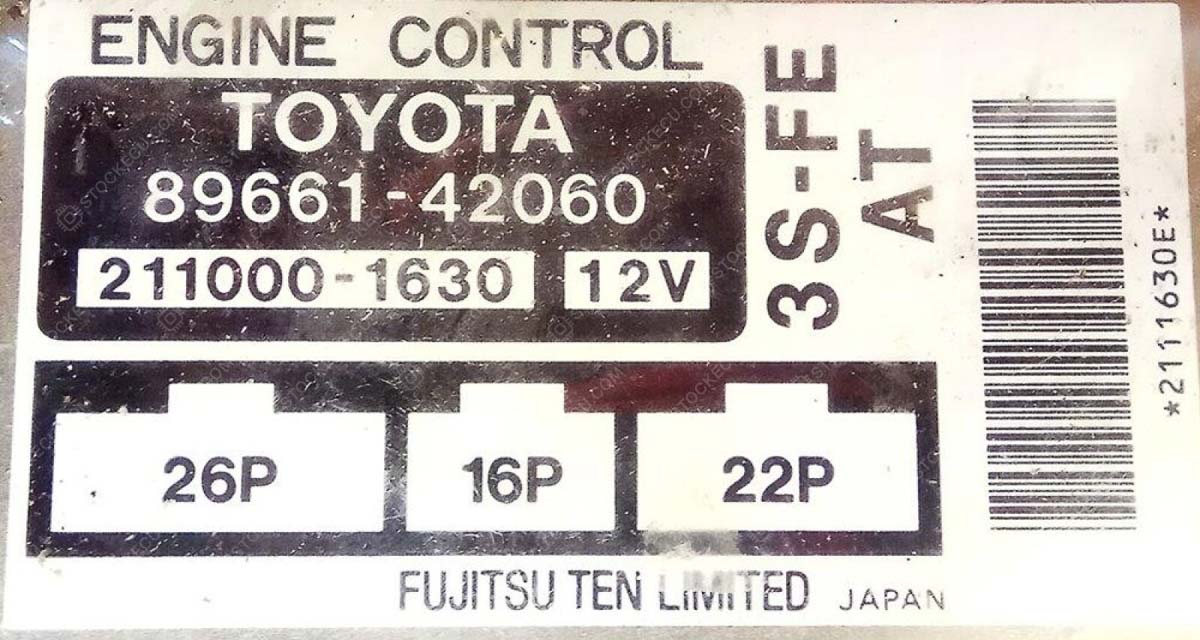 ENGINE CONTROL
TOYOTA
89661-42060
211000-1630 12V
3S-FE
AT
*2111630E*
26P 16P 22P
FUJITSU TEN LIMITED JAPAN